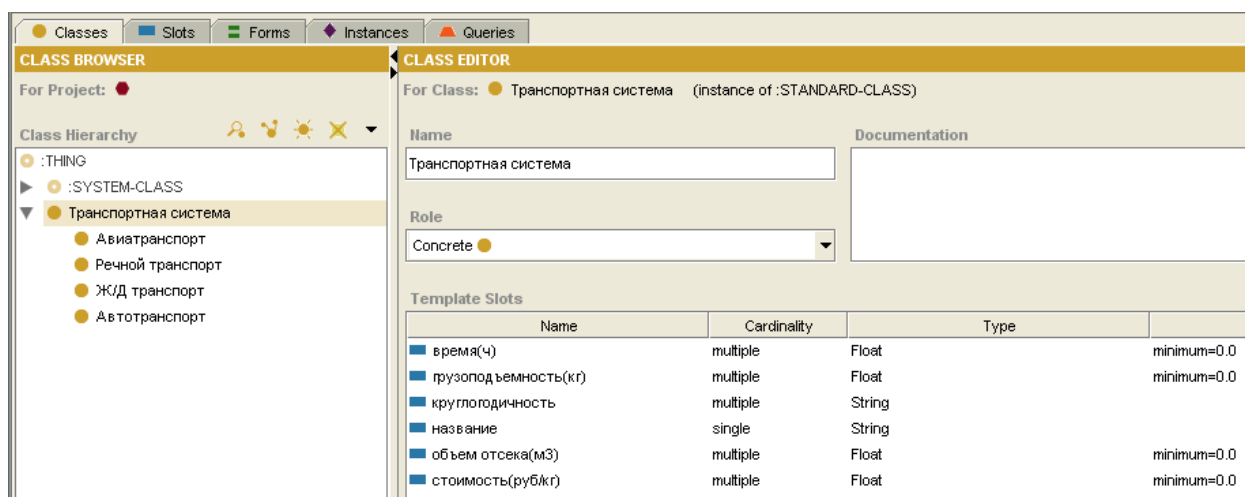 Classes Slots Forms Instances Queries
CLASS BROWSER
For Project:
Class Hierarchy
:THING
:SYSTEM-CLASS
Транспортная система
Авиатранспорт
Речной транспорт
Ж/Д транспорт
Автотранспорт
CLASS EDITOR
For Class: Транспортная система (instance of :STANDARD-CLASS)
Name
Транспортная система
Documentation
Role
Concrete
Template Slots
Name Cardinality Type
время(ч) multiple Float minimum=0.0
грузоподъемность(кг) multiple Float minimum=0.0
круглогодичность multiple String
название single String
объем отсека(м3) multiple Float minimum=0.0
стоимость(руб/кг) multiple Float minimum=0.0